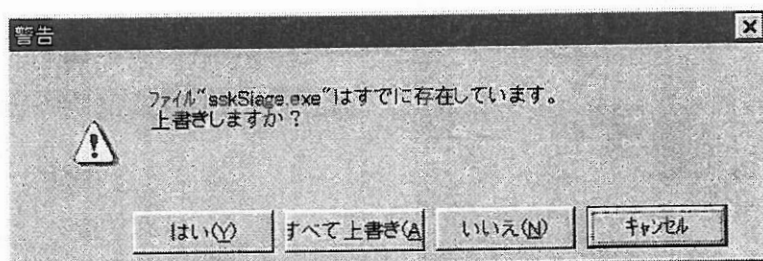 警告
ファイル"sskSiage.exe"はすでに存在しています。
上書きしますか？
はい(Y)
すべて上書き(A
いいえ(N)
キャンセル